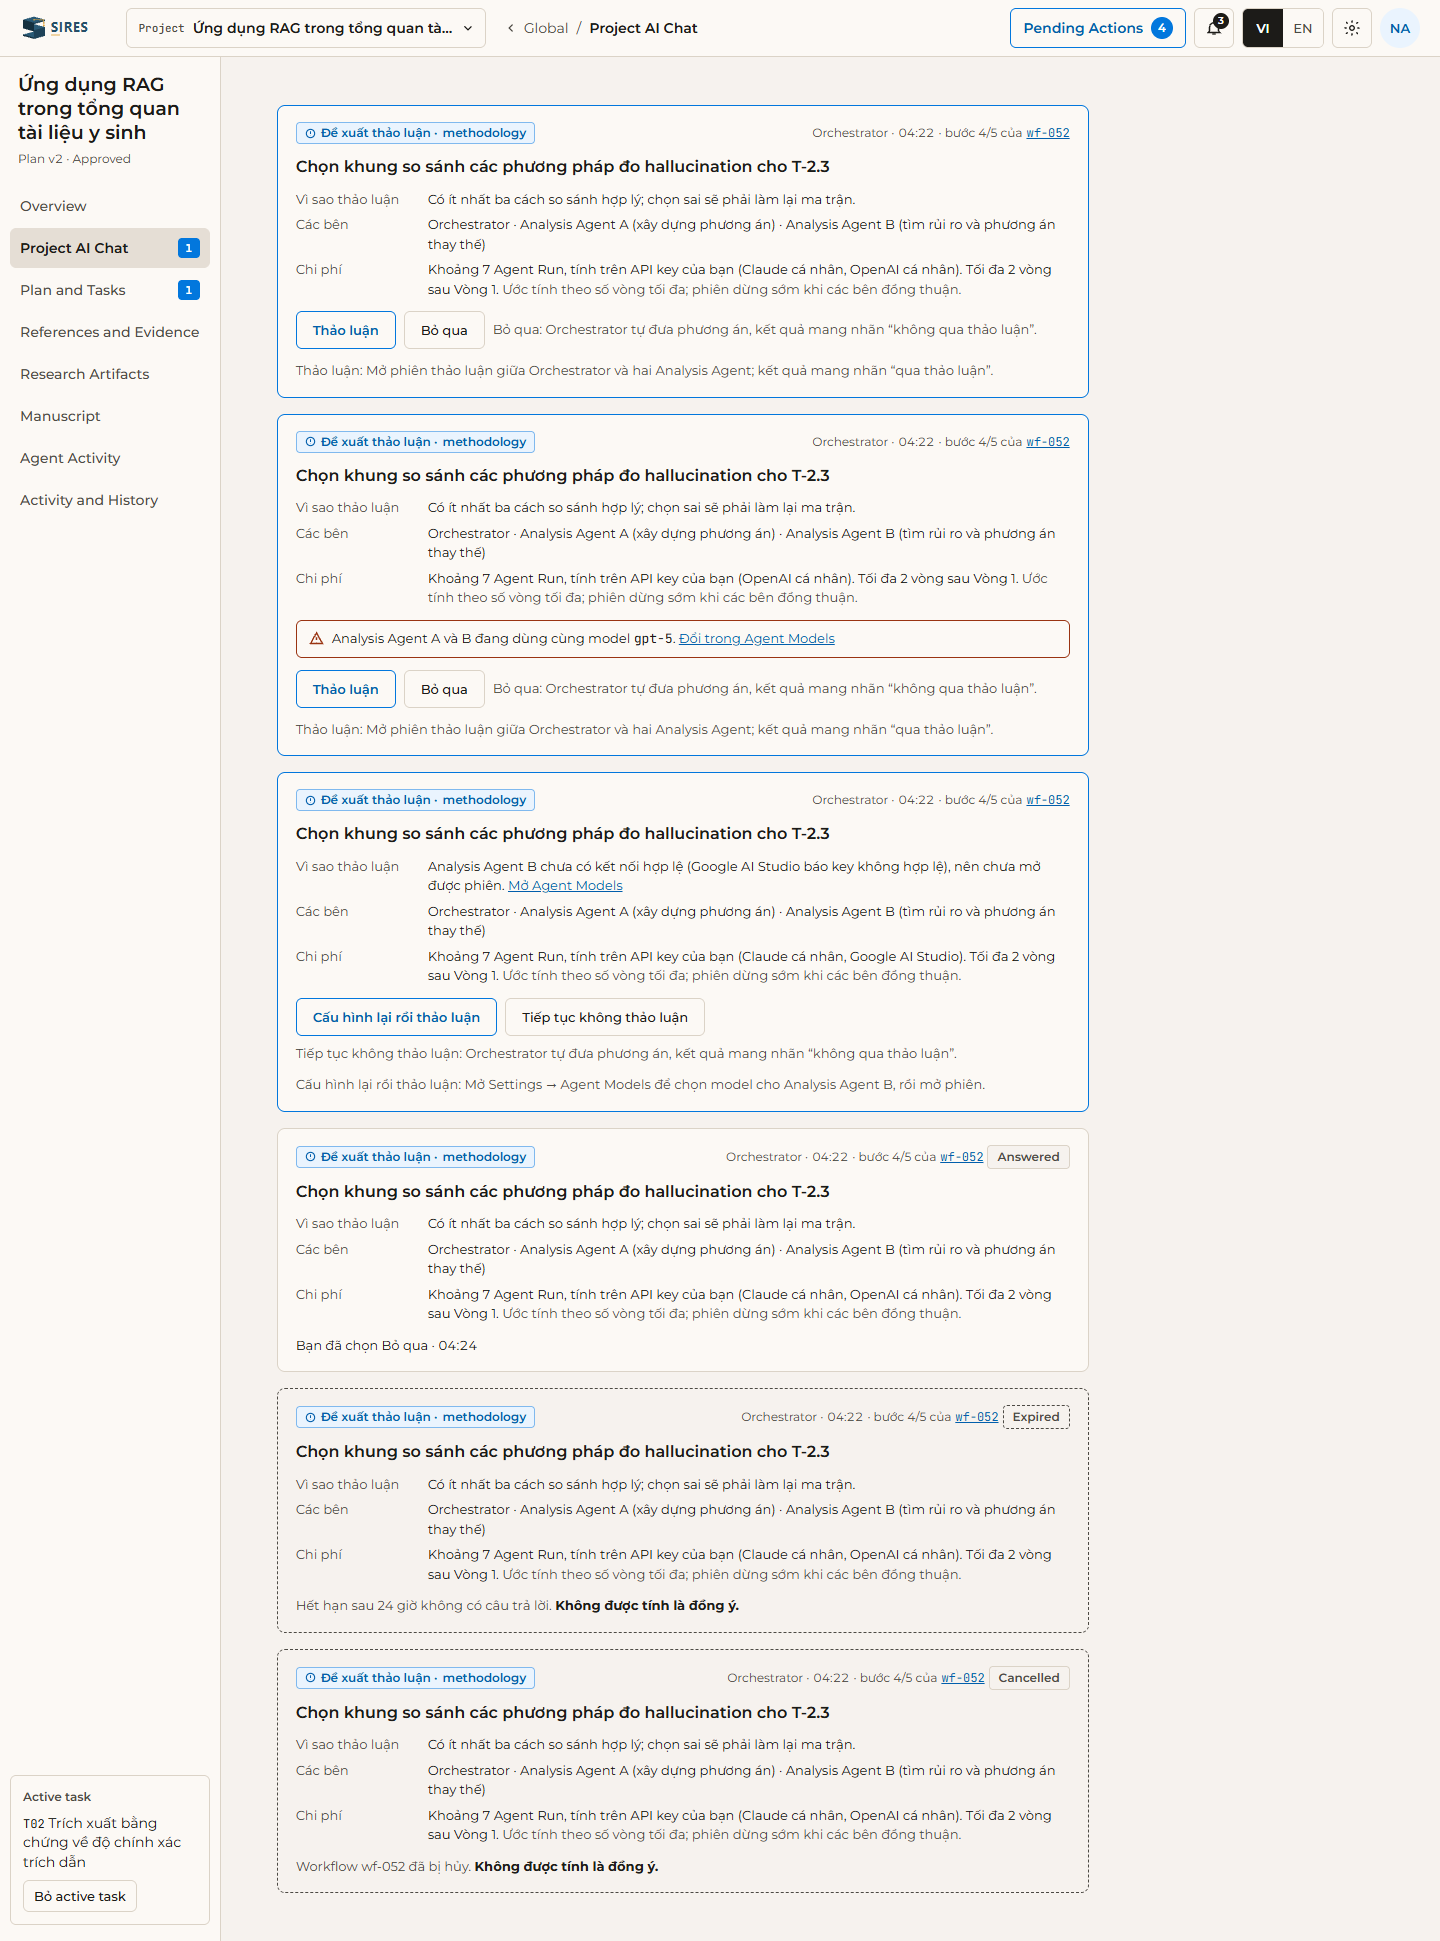 SIRES
Project Ứng dụng RAG trong tổng quan tà...
Global / Project AI Chat
Pending Actions 4
3
VI EN
NA
Ứng dụng RAG
trong tổng quan
tài liệu y sinh
Plan v2 · Approved
Overview
Project AI Chat 1
Plan and Tasks 1
References and Evidence
Research Artifacts
Manuscript
Agent Activity
Activity and History
Active task
T02 Trích xuất bằng
chứng về độ chính xác
trích dẫn
Bỏ active task
Đề xuất thảo luận · methodology
Orchestrator · 04:22 · bước 4/5 của wf-052
Chọn khung so sánh các phương pháp đo hallucination cho T-2.3
Vì sao thảo luận Có ít nhất ba cách so sánh hợp lý; chọn sai sẽ phải làm lại ma trận.
Các bên Orchestrator · Analysis Agent A (xây dựng phương án) · Analysis Agent B (tìm rủi ro và phương án
thay thế)
Chi phí Khoảng 7 Agent Run, tính trên API key của bạn (Claude cá nhân, OpenAI cá nhân). Tối đa 2 vòng
sau Vòng 1. Ước tính theo số vòng tối đa; phiên dừng sớm khi các bên đồng thuận.
Thảo luận Bỏ qua Bỏ qua: Orchestrator tự đưa phương án, kết quả mang nhãn “không qua thảo luận”.
Thảo luận: Mở phiên thảo luận giữa Orchestrator và hai Analysis Agent; kết quả mang nhãn “qua thảo luận”.
Đề xuất thảo luận · methodology
Orchestrator · 04:22 · bước 4/5 của wf-052
Chọn khung so sánh các phương pháp đo hallucination cho T-2.3
Vì sao thảo luận Có ít nhất ba cách so sánh hợp lý; chọn sai sẽ phải làm lại ma trận.
Các bên Orchestrator · Analysis Agent A (xây dựng phương án) · Analysis Agent B (tìm rủi ro và phương án
thay thế)
Chi phí Khoảng 7 Agent Run, tính trên API key của bạn (OpenAI cá nhân). Tối đa 2 vòng sau Vòng 1. Ước
tính theo số vòng tối đa; phiên dừng sớm khi các bên đồng thuận.
Analysis Agent A và B đang dùng cùng model gpt-5. Đổi trong Agent Models
Thảo luận Bỏ qua Bỏ qua: Orchestrator tự đưa phương án, kết quả mang nhãn “không qua thảo luận”.
Thảo luận: Mở phiên thảo luận giữa Orchestrator và hai Analysis Agent; kết quả mang nhãn “qua thảo luận”.
Đề xuất thảo luận · methodology
Orchestrator · 04:22 · bước 4/5 của wf-052
Chọn khung so sánh các phương pháp đo hallucination cho T-2.3
Vì sao thảo luận Analysis Agent B chưa có kết nối hợp lệ (Google AI Studio báo key không hợp lệ), nên chưa mở
được phiên. Mở Agent Models
Các bên Orchestrator · Analysis Agent A (xây dựng phương án) · Analysis Agent B (tìm rủi ro và phương án
thay thế)
Chi phí Khoảng 7 Agent Run, tính trên API key của bạn (Claude cá nhân, Google AI Studio). Tối đa 2 vòng
sau Vòng 1. Ước tính theo số vòng tối đa; phiên dừng sớm khi các bên đồng thuận.
Cấu hình lại rồi thảo luận Tiếp tục không thảo luận
Tiếp tục không thảo luận: Orchestrator tự đưa phương án, kết quả mang nhãn “không qua thảo luận”.
Cấu hình lại rồi thảo luận: Mở Settings → Agent Models để chọn model cho Analysis Agent B, rồi mở phiên.
Đề xuất thảo luận · methodology
Orchestrator · 04:22 · bước 4/5 của wf-052 Answered
Chọn khung so sánh các phương pháp đo hallucination cho T-2.3
Vì sao thảo luận Có ít nhất ba cách so sánh hợp lý; chọn sai sẽ phải làm lại ma trận.
Các bên Orchestrator · Analysis Agent A (xây dựng phương án) · Analysis Agent B (tìm rủi ro và phương án
thay thế)
Chi phí Khoảng 7 Agent Run, tính trên API key của bạn (Claude cá nhân, OpenAI cá nhân). Tối đa 2 vòng
sau Vòng 1. Ước tính theo số vòng tối đa; phiên dừng sớm khi các bên đồng thuận.
Bạn đã chọn Bỏ qua · 04:24
Đề xuất thảo luận · methodology
Orchestrator · 04:22 · bước 4/5 của wf-052 Expired
Chọn khung so sánh các phương pháp đo hallucination cho T-2.3
Vì sao thảo luận Có ít nhất ba cách so sánh hợp lý; chọn sai sẽ phải làm lại ma trận.
Các bên Orchestrator · Analysis Agent A (xây dựng phương án) · Analysis Agent B (tìm rủi ro và phương án
thay thế)
Chi phí Khoảng 7 Agent Run, tính trên API key của bạn (Claude cá nhân, OpenAI cá nhân). Tối đa 2 vòng
sau Vòng 1. Ước tính theo số vòng tối đa; phiên dừng sớm khi các bên đồng thuận.
Hết hạn sau 24 giờ không có câu trả lời. Không được tính là đồng ý.
Đề xuất thảo luận · methodology
Orchestrator · 04:22 · bước 4/5 của wf-052 Cancelled
Chọn khung so sánh các phương pháp đo hallucination cho T-2.3
Vì sao thảo luận Có ít nhất ba cách so sánh hợp lý; chọn sai sẽ phải làm lại ma trận.
Các bên Orchestrator · Analysis Agent A (xây dựng phương án) · Analysis Agent B (tìm rủi ro và phương án
thay thế)
Chi phí Khoảng 7 Agent Run, tính trên API key của bạn (Claude cá nhân, OpenAI cá nhân). Tối đa 2 vòng
sau Vòng 1. Ước tính theo số vòng tối đa; phiên dừng sớm khi các bên đồng thuận.
Workflow wf-052 đã bị hủy. Không được tính là đồng ý.